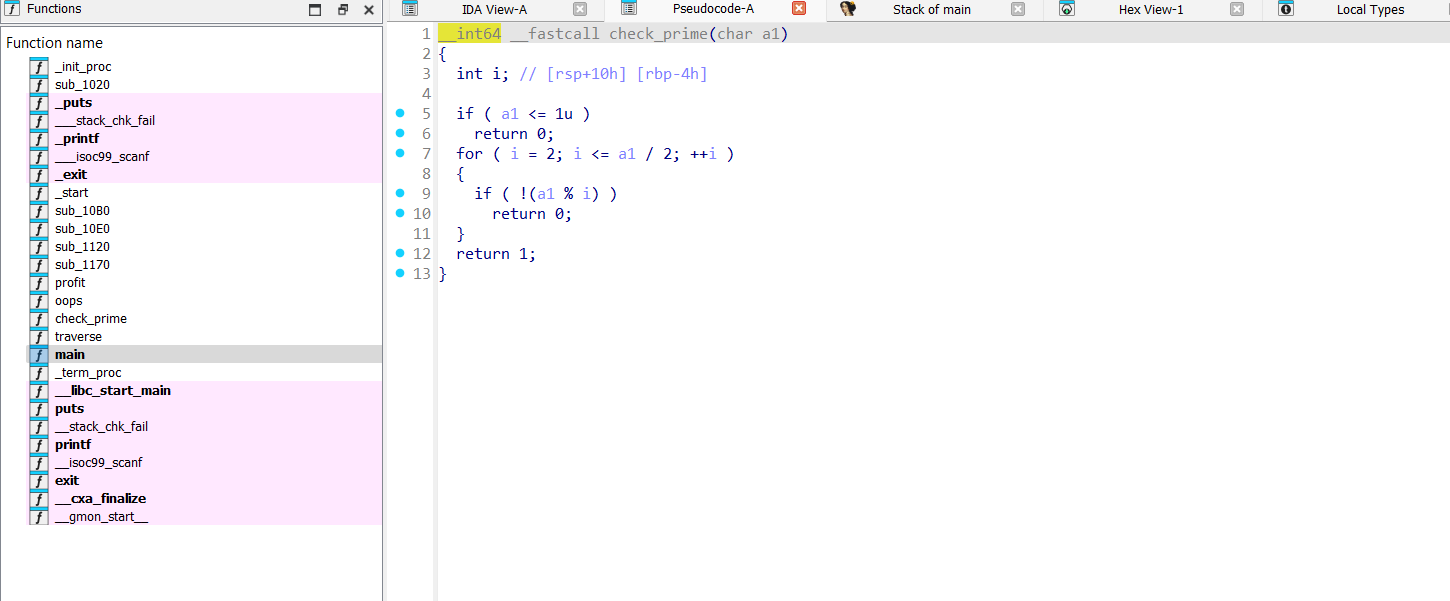 Functions
IDA View-A
Pseudocode-A
Stack of main
Hex View-1
Local Types
Function name
_init_proc
sub_1020
_puts
___stack_chk_fail
_printf
___isoc99_scanf
_exit
_start
sub_10B0
sub_10E0
sub_1120
sub_1170
profit
oops
check_prime
traverse
main
_term_proc
__libc_start_main
puts
__stack_chk_fail
printf
__isoc99_scanf
exit
__cxa_finalize
__gmon_start__
1 __int64 __fastcall check_prime(char a1)
2 {
3   int i; // [rsp+10h] [rbp-4h]
4
5   if ( a1 <= 1u )
6     return 0;
7   for ( i = 2; i <= a1 / 2; ++i )
8   {
9     if ( !(a1 % i) )
10       return 0;
11   }
12   return 1;
13 }